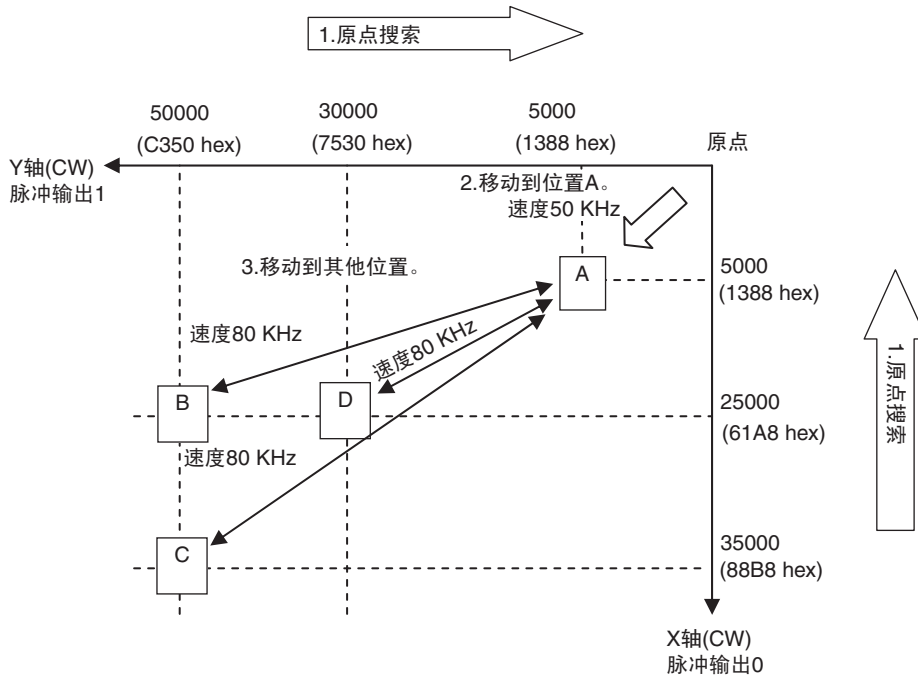 1.原点搜索
50000
(C350 hex)
30000
(7530 hex)
5000
(1388 hex)
原点
Y轴(CW)
脉冲输出1
2.移动到位置A。
速度50 KHz
3.移动到其他位置。
A
5000
(1388 hex)
速度80 KHz
速度80 KHz
1.原点搜索
B
D
25000
(61A8 hex)
速度80 KHz
C
35000
(88B8 hex)
X轴(CW)
脉冲输出0